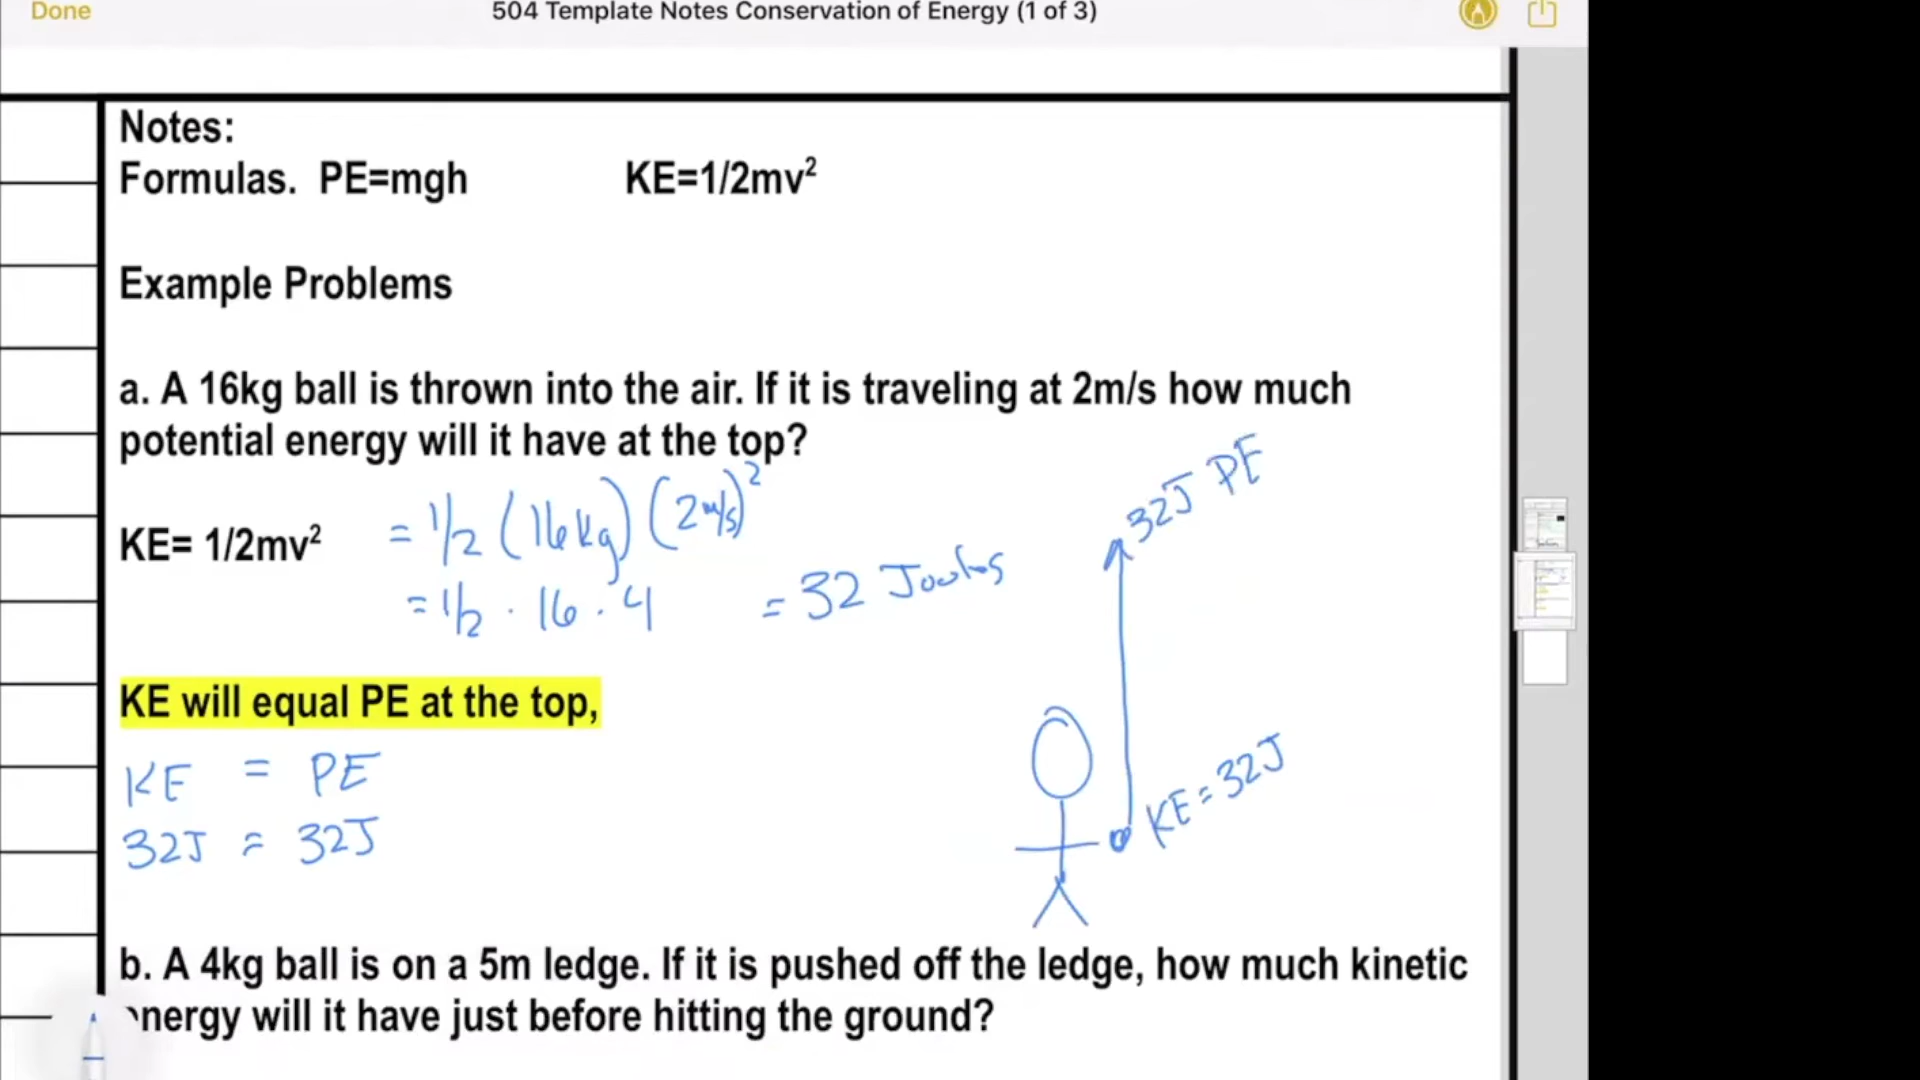 Done
504 Template Notes Conservation of Energy (1 of 3)
Notes:
Formulas. PE=mgh KE=1/2mv²
Example Problems
a. A 16kg ball is thrown into the air. If it is traveling at 2m/s how much
potential energy will it have at the top?
KE= 1/2mv² = 1/2 (16kg) (2m/s)²
= 1/2 · 16 · 4 = 32 Joules
32J PE
KE will equal PE at the top,
KE = PE
32J = 32J
KE = 32J
b. A 4kg ball is on a 5m ledge. If it is pushed off the ledge, how much kinetic
nergy will it have just before hitting the ground?